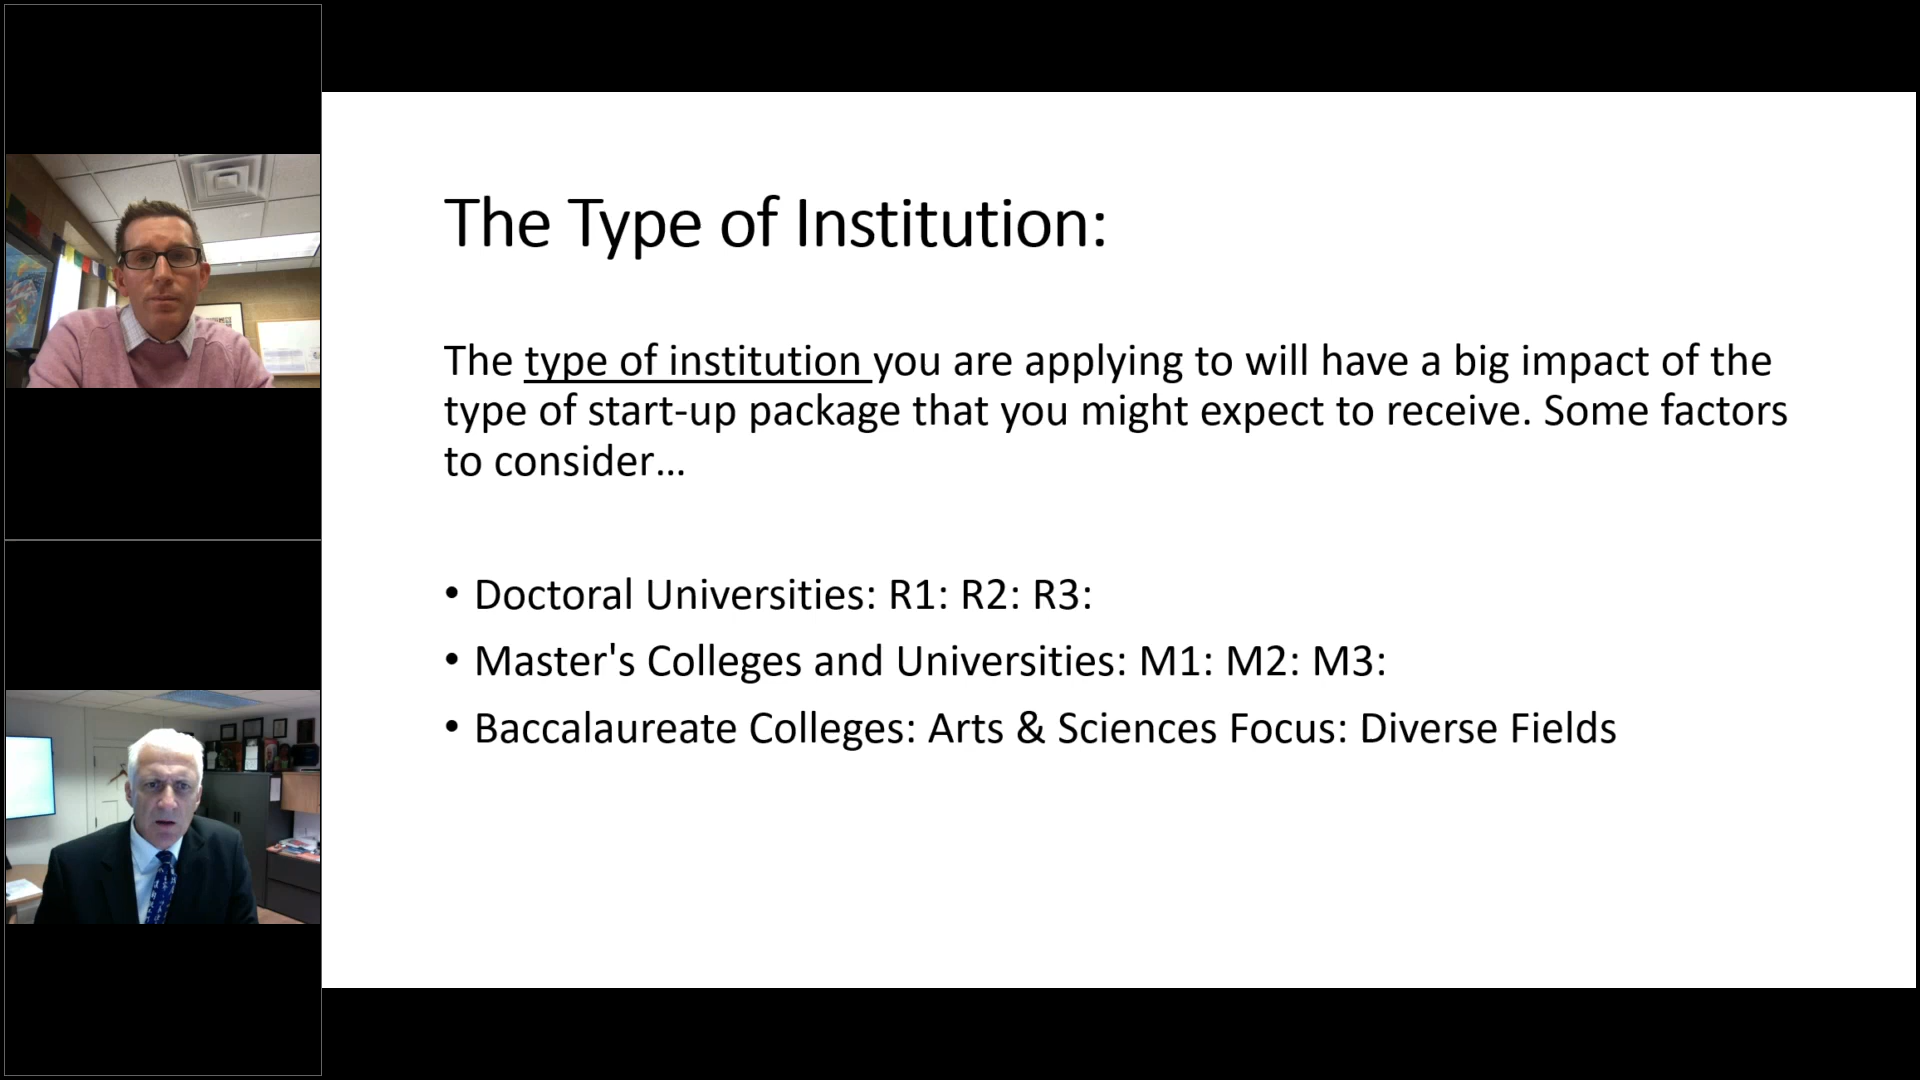 The Type of Institution:
The type of institution you are applying to will have a big impact of the
type of start-up package that you might expect to receive. Some factors
to consider…
• Doctoral Universities: R1: R2: R3:
• Master's Colleges and Universities: M1: M2: M3:
• Baccalaureate Colleges: Arts & Sciences Focus: Diverse Fields